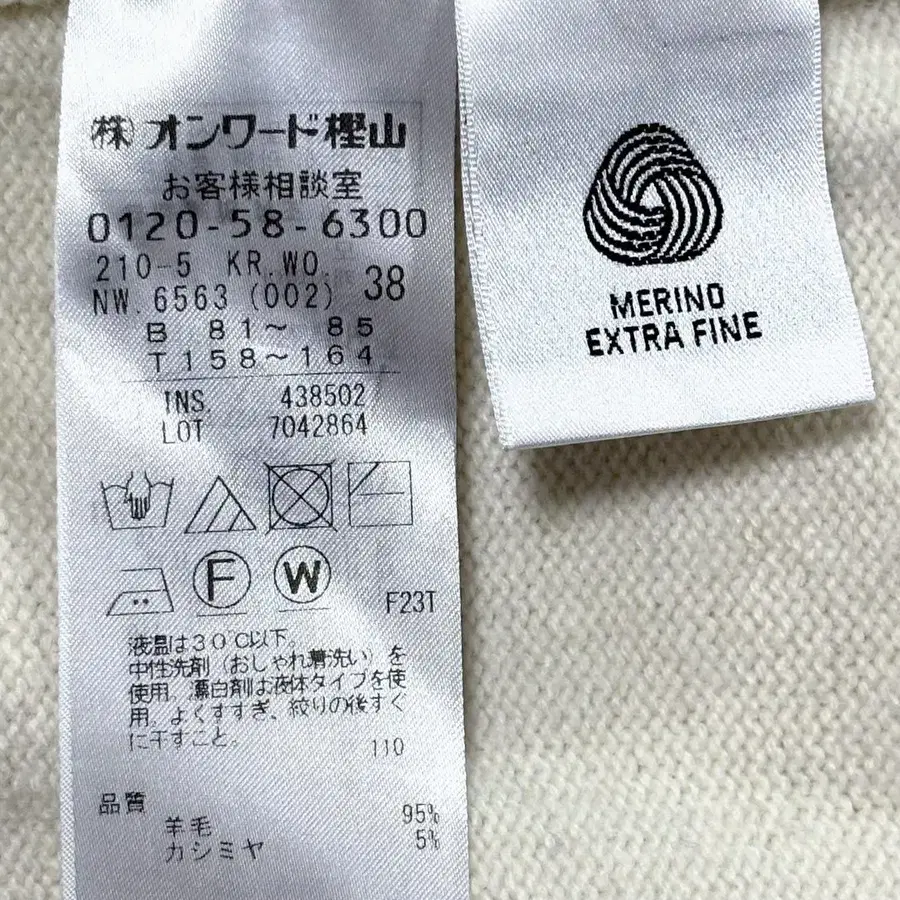 ㈱オンワード樫山
お客様相談室
0120-58-6300
210-5 KR.WO.
NW.6563 (002) 38
B 81～ 85
T158～164
INS. 438502
LOT 7042864
F
W
F23T
液温は30℃以下。
中性洗剤（おしゃれ着洗い）を
使用。漂白剤は液体タイプを使
用。よくすすぎ、絞りの後すぐ
に干すこと。
110
品質
羊毛 95%
カシミヤ 5%
MERINO
EXTRA FINE